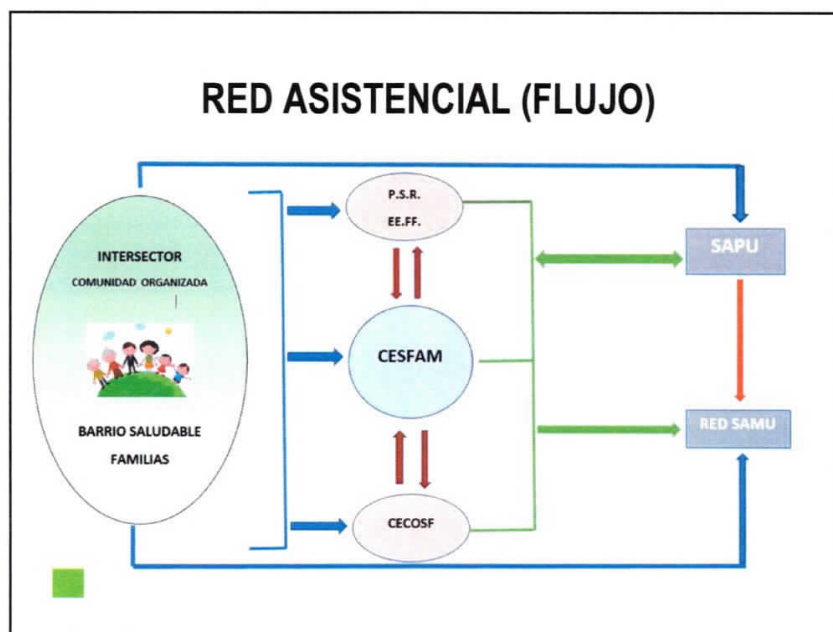 RED ASISTENCIAL (FLUJO)
INTERSECTOR
COMUNIDAD ORGANIZADA
BARRIO SALUDABLE
FAMILIAS
P.S.R.
EE.FF.
CESFAM
CECOSF
SAPU
RED SAMU